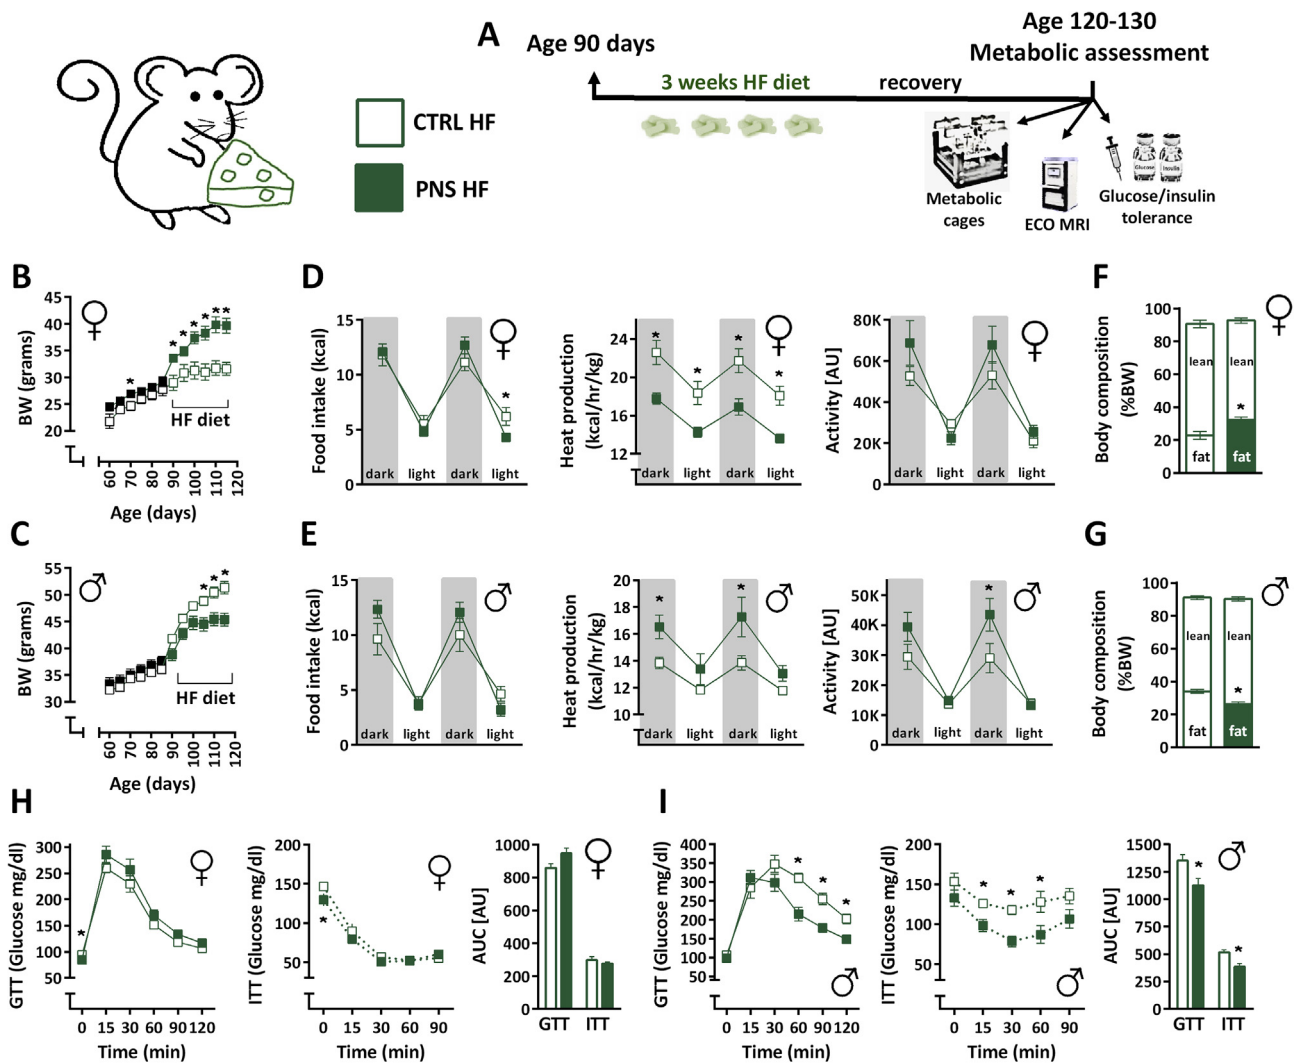 A
Age 90 days
Age 120-130
Metabolic assessment
3 weeks HF diet
recovery
CTRL HF
PNS HF
Metabolic
cages
ECO MRI
Glucose
Glucose/insulin
tolerance
B
BW (grams)
45
40
35
30
25
20
* * * * **
*
HF diet
60 70 80 90 100 110 120
Age (days)
D
Food intake (kcal)
15
10
5
0
*
dark light dark light
Heat production
(kcal/hr/kg)
24
20
16
12
* * * *
dark light dark light
Activity [AU]
80K
60K
40K
20K
0
dark light dark light
F
Body composition
(%BW)
100
80
60
40
20
0
lean lean
*
fat fat
C
BW (grams)
55
50
45
40
35
30
* * *
HF diet
60 70 80 90 100 110 120
Age (days)
E
Food intake (kcal)
15
10
5
0
dark light dark light
Heat production
(kcal/hr/kg)
20
18
16
14
12
10
* *
dark light dark light
Activity [AU]
50K
40K
30K
20K
10K
0
*
dark light dark light
G
Body composition
(%BW)
100
80
60
40
20
0
lean lean
*
fat fat
H
GTT (Glucose mg/dl)
300
250
200
150
100
50
*
0 15 30 60 90 120
Time (min)
ITT (Glucose mg/dl)
200
150
100
50
*
0 15 30 60 90
Time (min)
AUC [AU]
1000
800
600
400
200
0
GTT ITT
I
GTT (Glucose mg/dl)
400
350
300
250
200
150
100
50
* * *
0 15 30 60 90 120
Time (min)
ITT (Glucose mg/dl)
200
150
100
50
* * *
0 15 30 60 90
Time (min)
AUC [AU]
1500
1250
1000
750
500
250
0
* *
GTT ITT